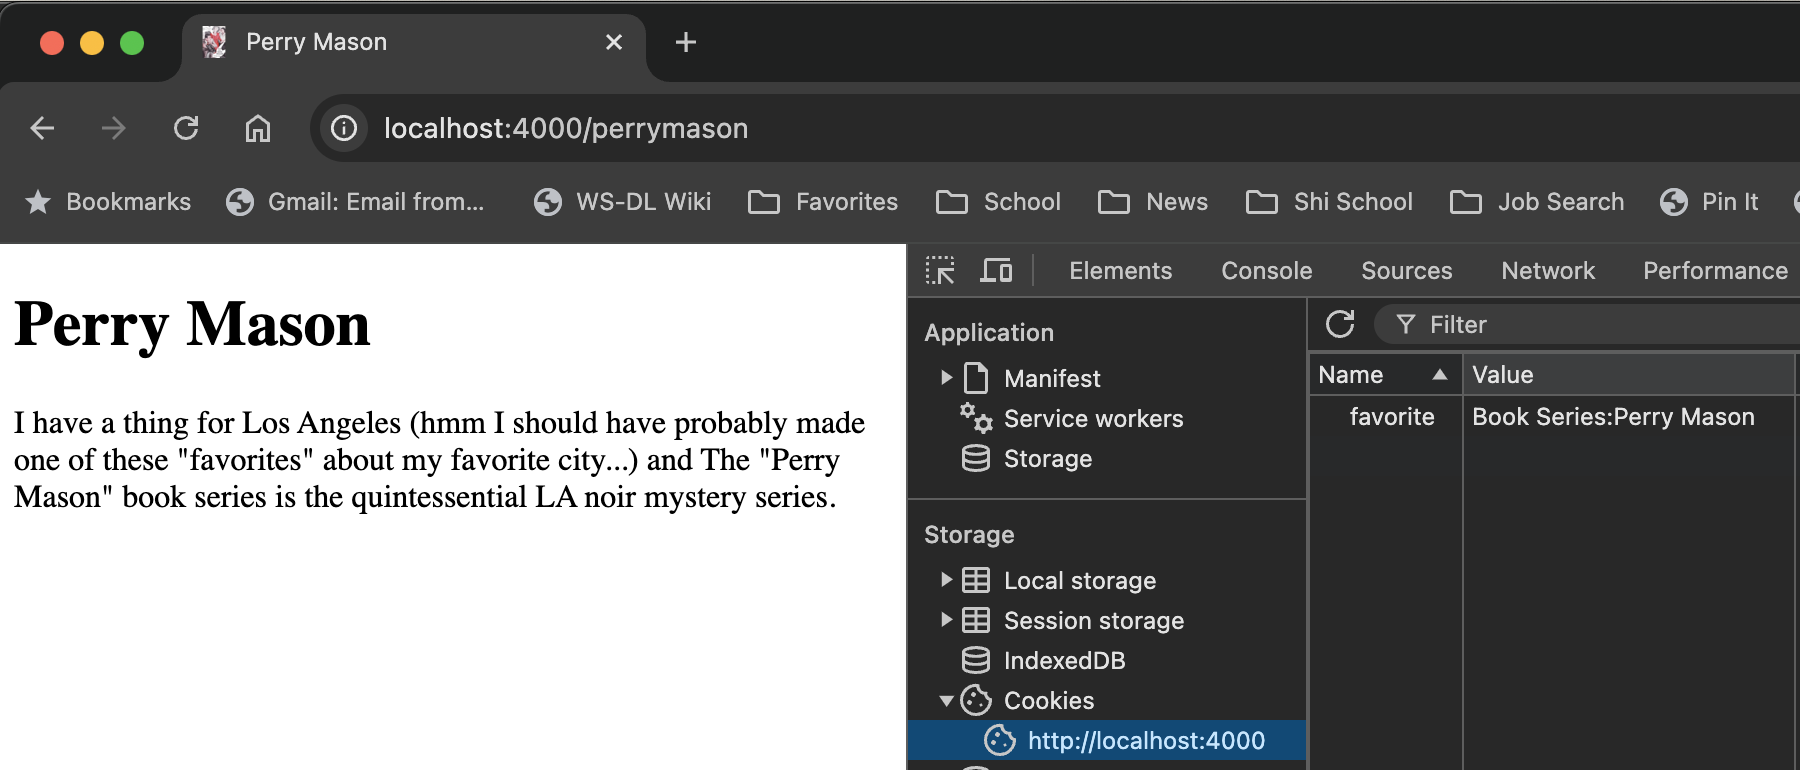 Perry Mason
localhost:4000/perrymason
Bookmarks Gmail: Email from... WS-DL Wiki Favorites School News Shi School Job Search Pin It
Perry Mason
I have a thing for Los Angeles (hmm I should have probably made
one of these "favorites" about my favorite city...) and The "Perry
Mason" book series is the quintessential LA noir mystery series.
Elements Console Sources Network Performance
Application
Manifest
Service workers
Storage
Storage
Local storage
Session storage
IndexedDB
Cookies
http://localhost:4000
Filter
Name Value
favorite Book Series:Perry Mason